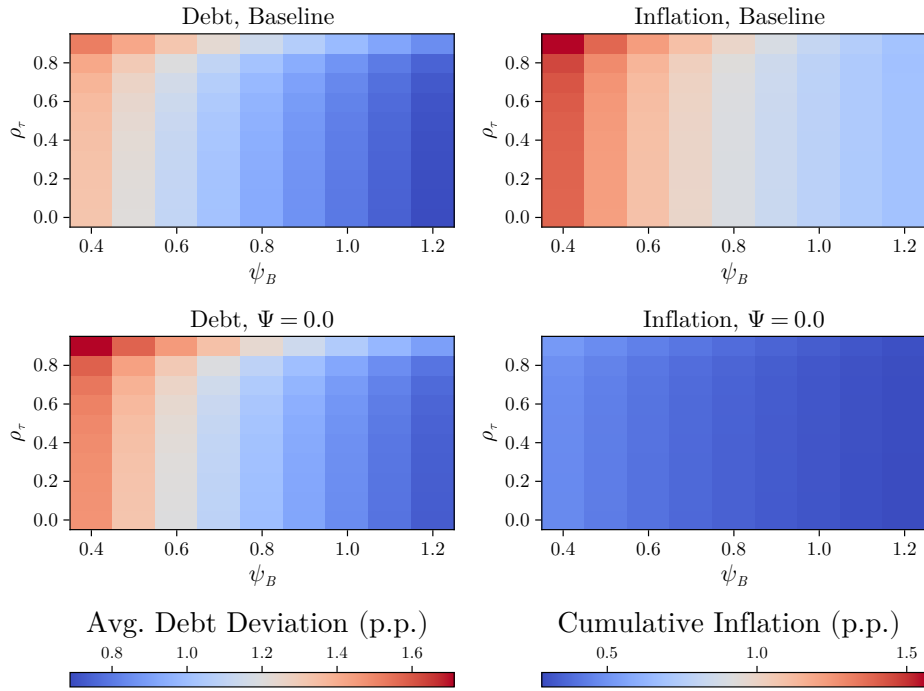 Debt, Baseline
Inflation, Baseline
ρτ
0.8
0.6
0.4
0.2
0.0
0.4 0.6 0.8 1.0 1.2
ψB
ρτ
0.8
0.6
0.4
0.2
0.0
0.4 0.6 0.8 1.0 1.2
ψB
Debt, Ψ = 0.0
Inflation, Ψ = 0.0
ρτ
0.8
0.6
0.4
0.2
0.0
0.4 0.6 0.8 1.0 1.2
ψB
ρτ
0.8
0.6
0.4
0.2
0.0
0.4 0.6 0.8 1.0 1.2
ψB
Avg. Debt Deviation (p.p.)
0.8 1.0 1.2 1.4 1.6
Cumulative Inflation (p.p.)
0.5 1.0 1.5